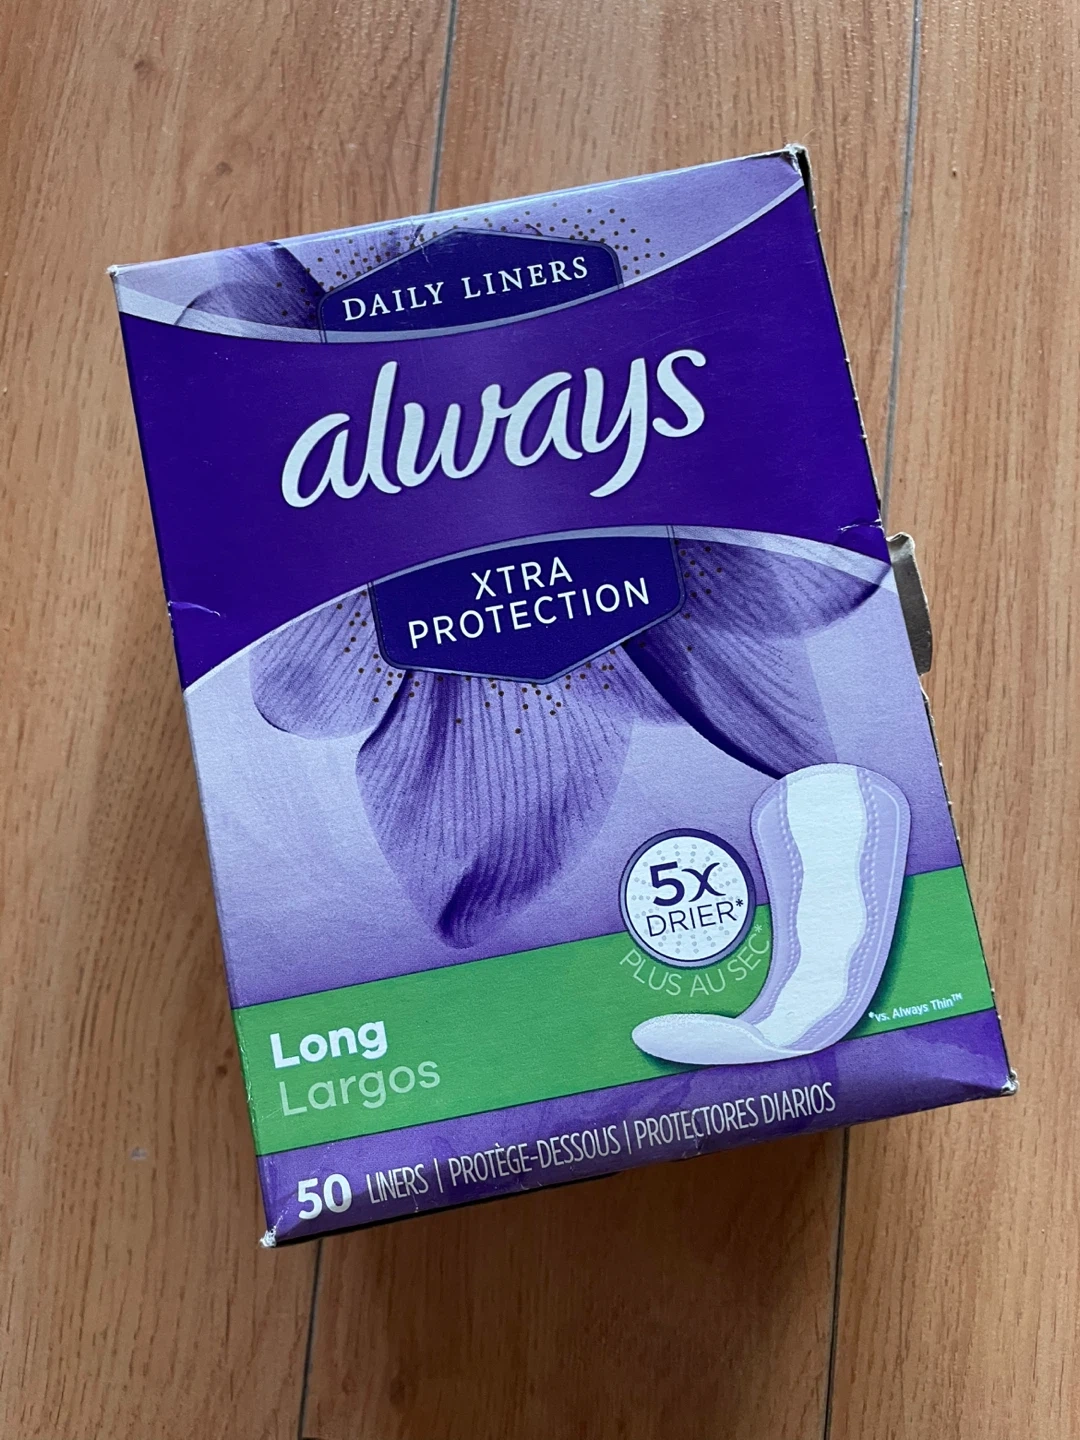 DAILY LINERS
always
XTRA
PROTECTION
5x
DRIER*
PLUS AU SEC*
*vs. Always Thin™
Long
Largos
50 LINERS | PROTÈGE-DESSOUS | PROTECTORES DIARIOS